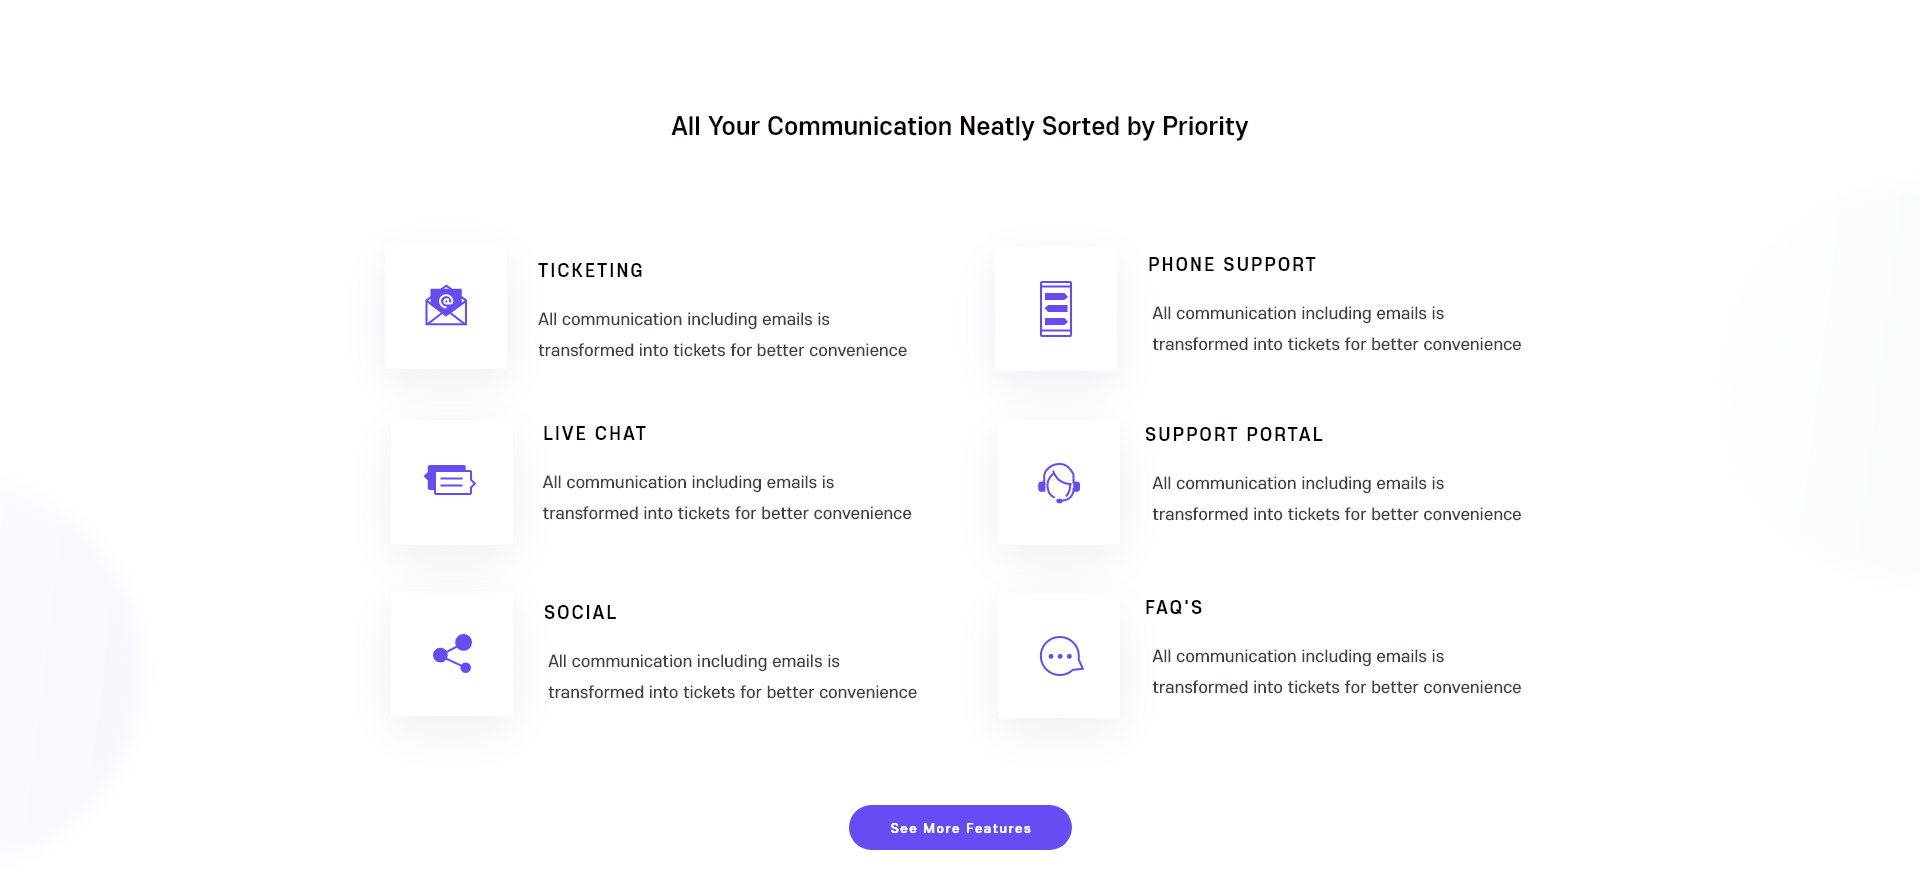 All Your Communication Neatly Sorted by Priority
TICKETING
All communication including emails is
transformed into tickets for better convenience
PHONE SUPPORT
All communication including emails is
transformed into tickets for better convenience
LIVE CHAT
All communication including emails is
transformed into tickets for better convenience
SUPPORT PORTAL
All communication including emails is
transformed into tickets for better convenience
SOCIAL
All communication including emails is
transformed into tickets for better convenience
FAQ'S
All communication including emails is
transformed into tickets for better convenience
See More Features